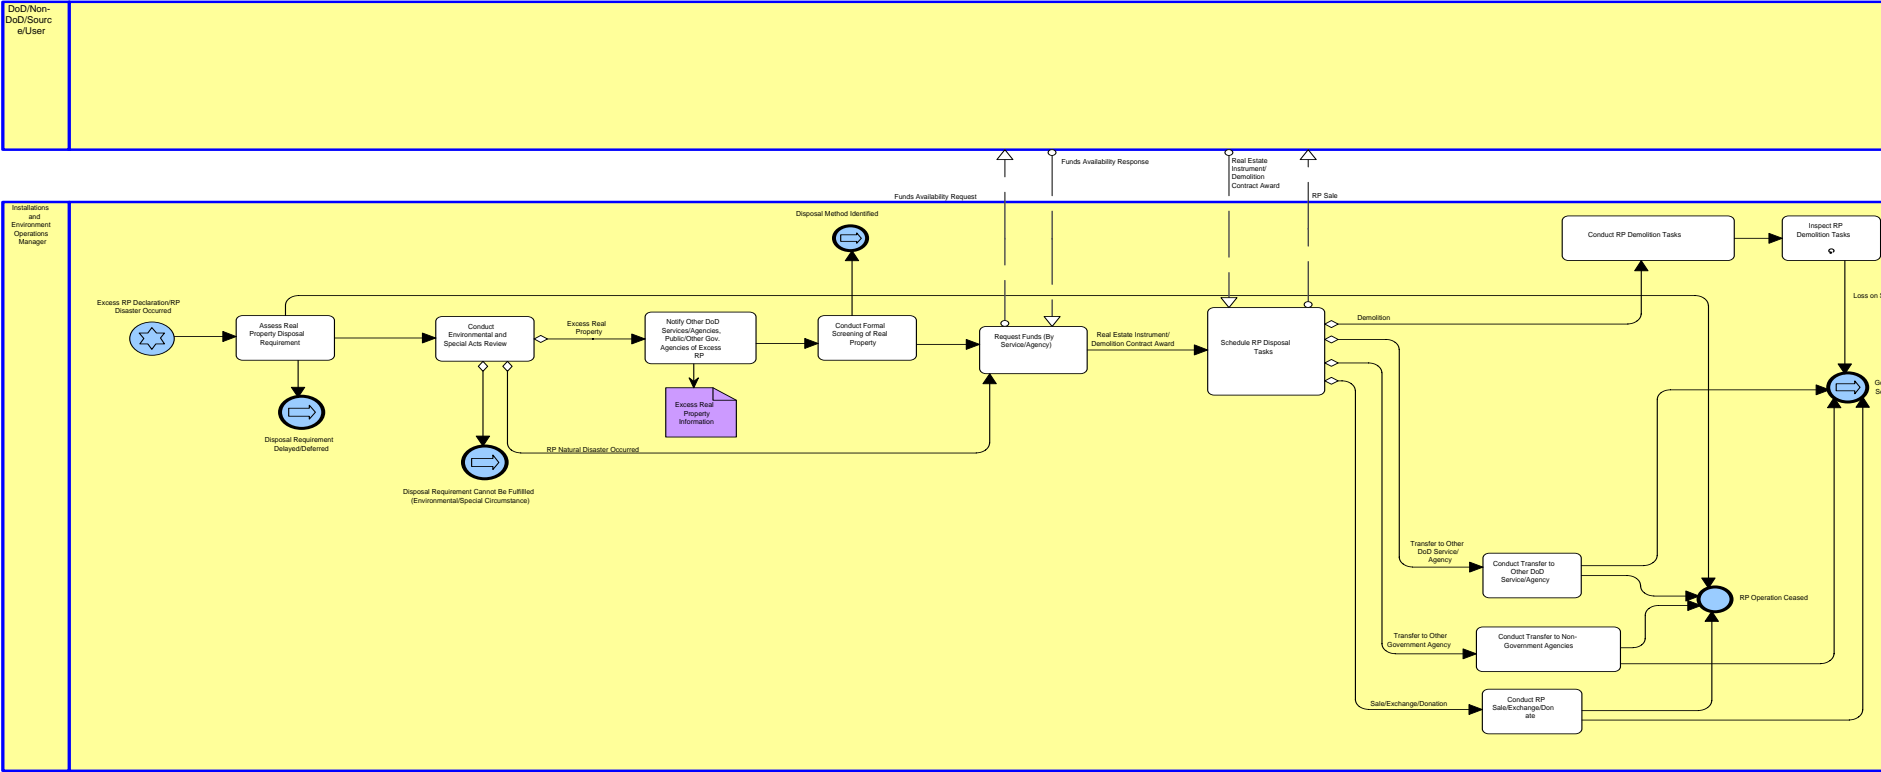 DoD/Non-
DoD/Sourc
e/User
Funds Availability Response
Real Estate
Instrument/
Demolition
Contract Award
Funds Availability Request
RP Sale
Installations
and
Environment
Operations
Manager
Disposal Method Identified
Conduct RP Demolition Tasks
Inspect RP
Demolition Tasks
Excess RP Declaration/RP
Disaster Occurred
Loss on
Assess Real
Property Disposal
Requirement
Conduct
Environmental and
Special Acts Review
Excess Real
Property
Notify Other DoD
Services/Agencies,
Public/Other Gov.
Agencies of Excess
RP
Conduct Formal
Screening of Real
Property
Request Funds (By
Service/Agency)
Real Estate Instrument/
Demolition Contract Award
Schedule RP Disposal
Tasks
Demolition
Excess Real
Property
Information
Disposal Requirement
Delayed/Deferred
RP Natural Disaster Occurred
Disposal Requirement Cannot Be Fulfilled
(Environmental/Special Circumstance)
Transfer to Other
DoD Service/
Agency
Conduct Transfer to
Other DoD
Service/Agency
RP Operation Ceased
Transfer to Other
Government Agency
Conduct Transfer to Non-
Government Agencies
Sale/Exchange/Donation
Conduct RP
Sale/Exchange/Don
ate